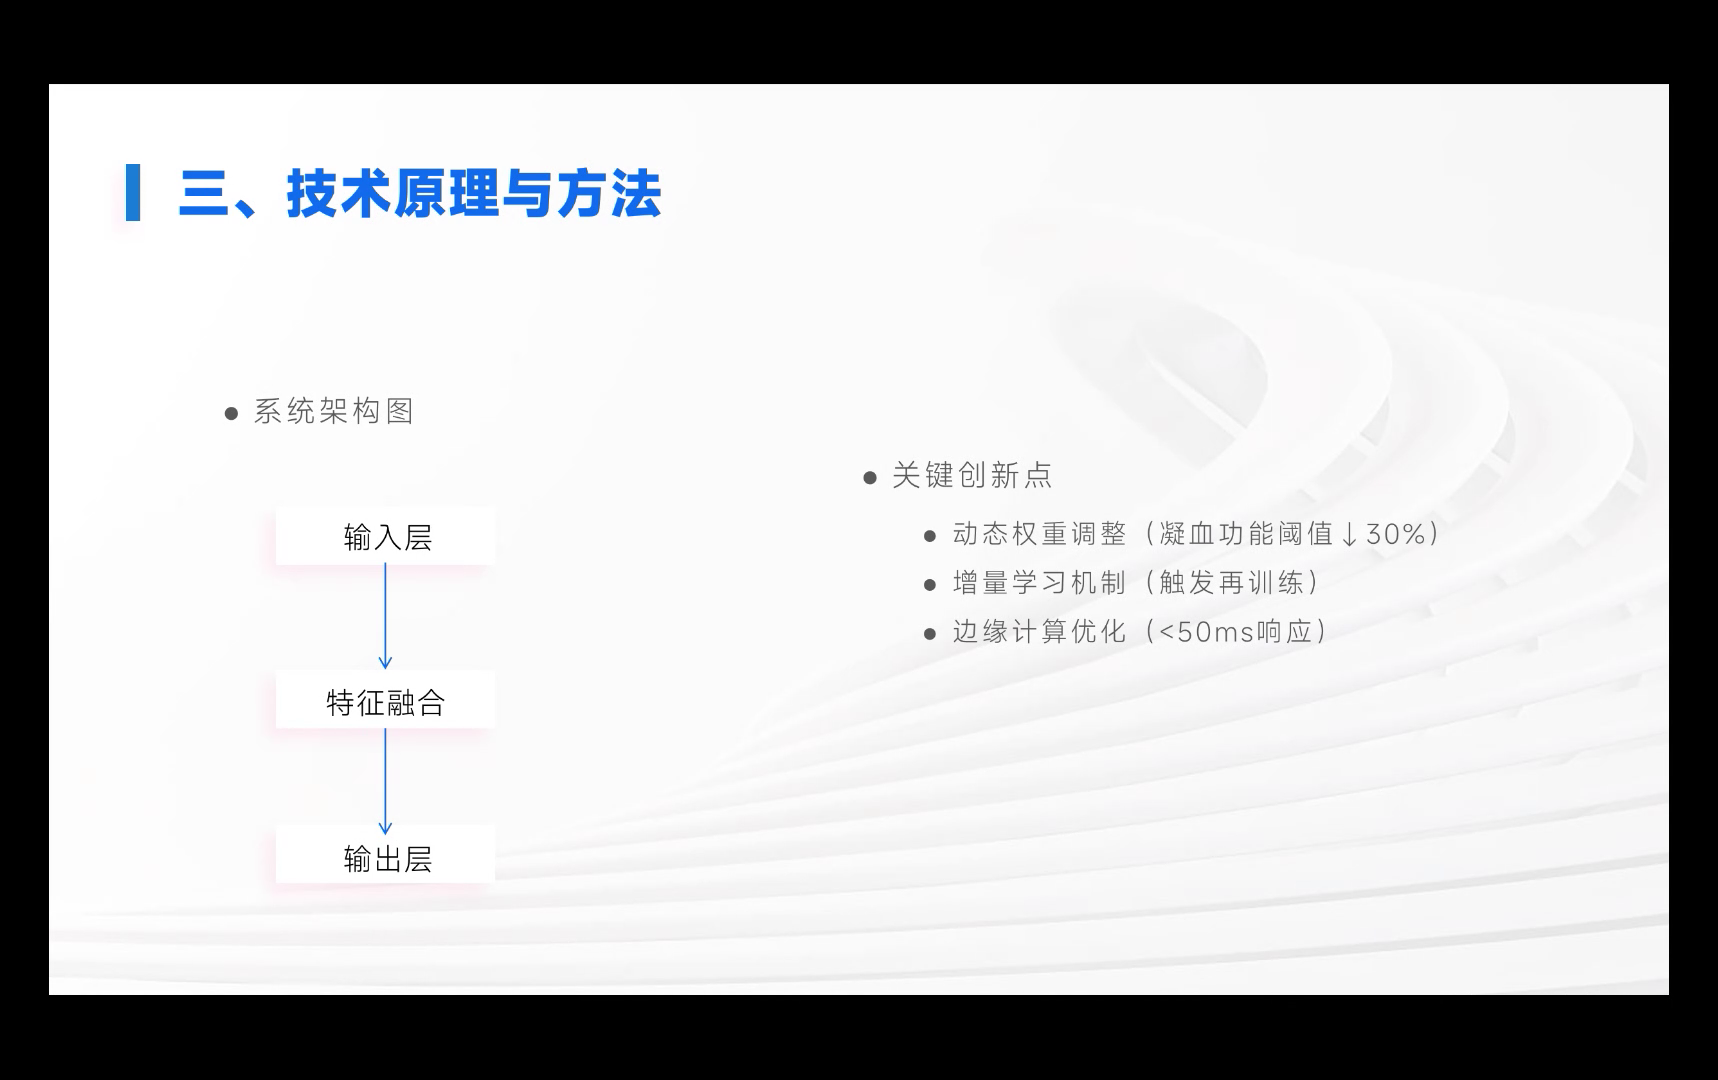 三、技术原理与方法
● 系统架构图
输入层
特征融合
输出层
● 关键创新点
● 动态权重调整（凝血功能阈值↓30%）
● 增量学习机制（触发再训练）
● 边缘计算优化（<50ms响应）